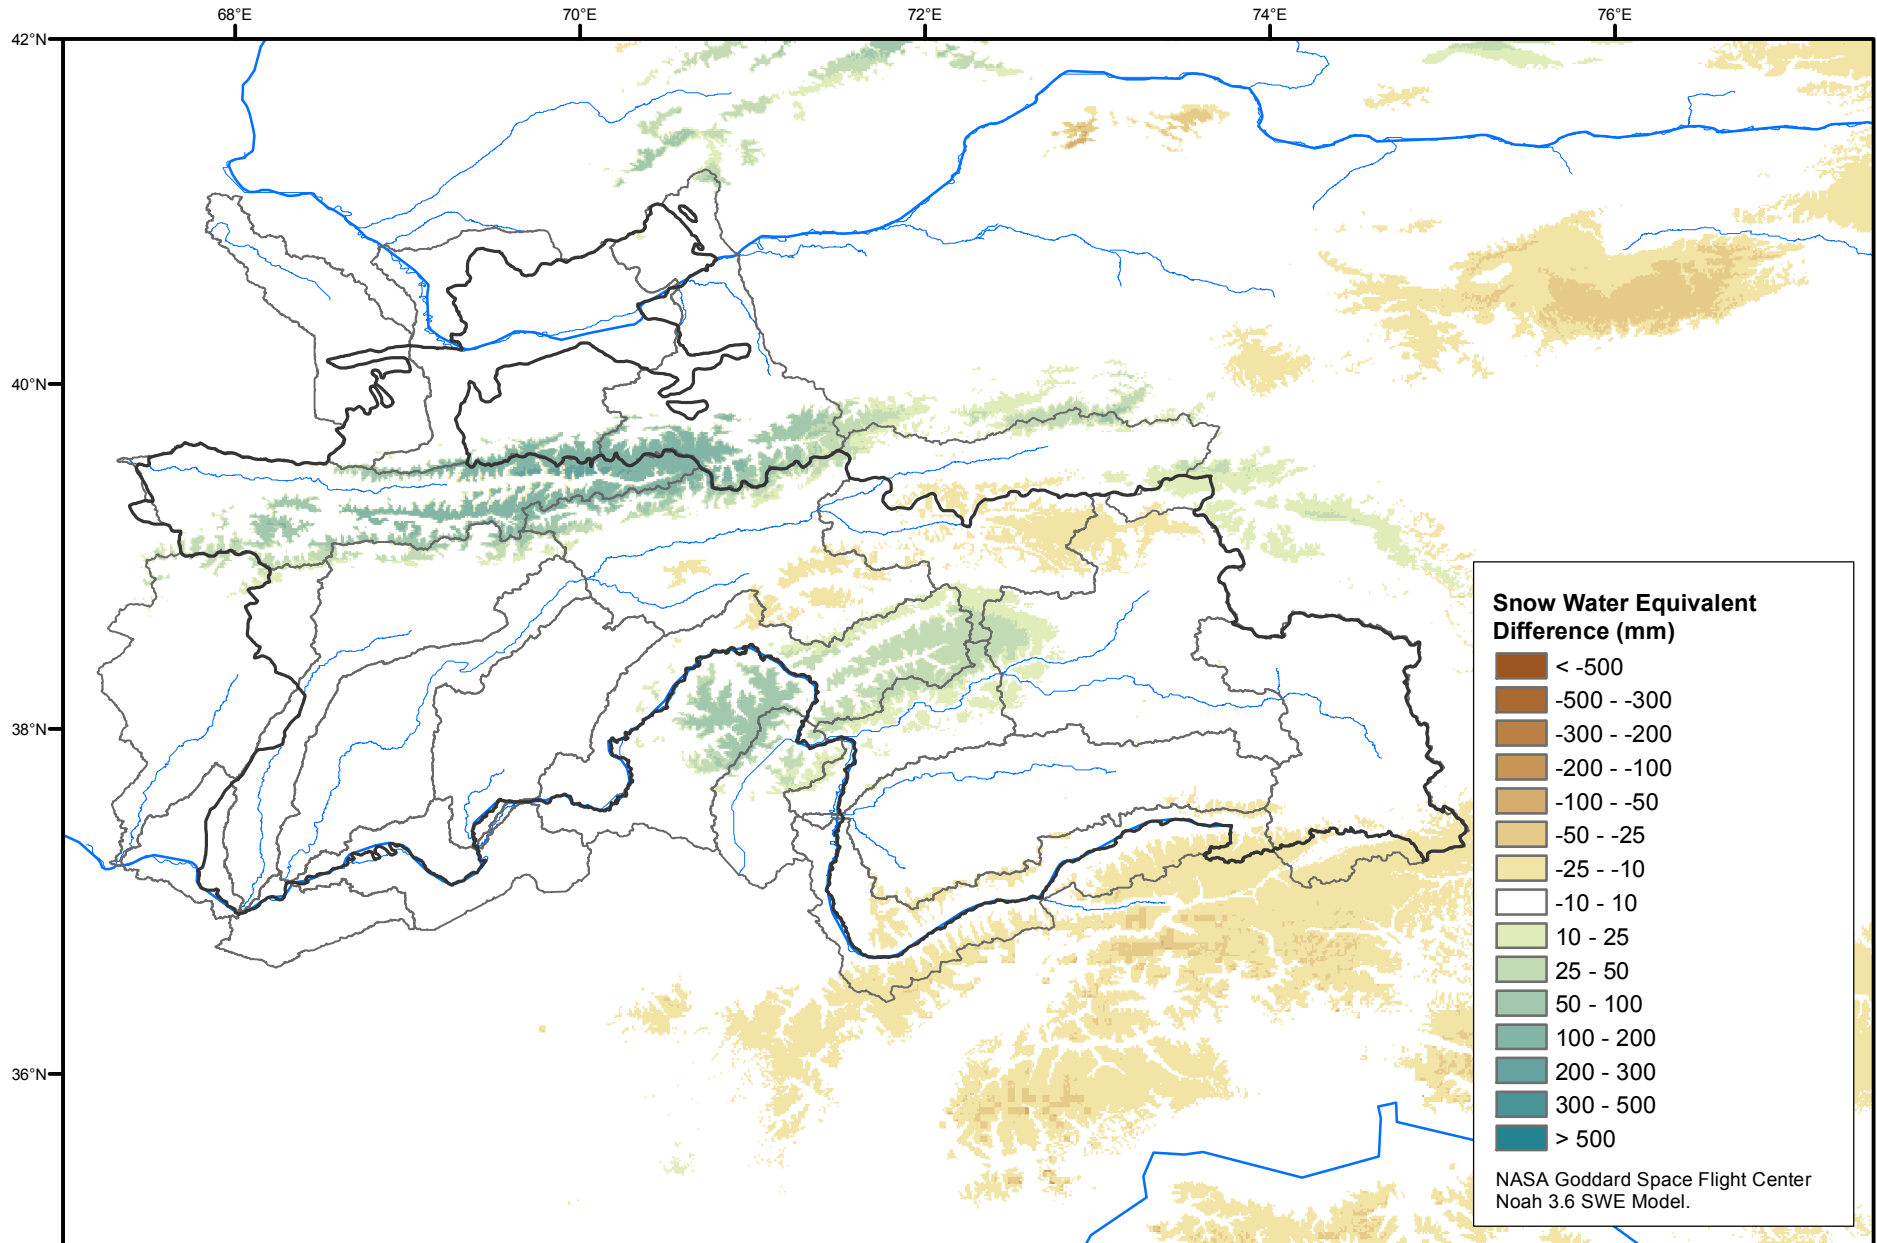 68°E 70°E 72°E 74°E 76°E
42°N
40°N
38°N
36°N
Snow Water Equivalent
Difference (mm)
< -500
-500 - -300
-300 - -200
-200 - -100
-100 - -50
-50 - -25
-25 - -10
-10 - 10
10 - 25
25 - 50
50 - 100
100 - 200
200 - 300
300 - 500
> 500
NASA Goddard Space Flight Center
Noah 3.6 SWE Model.